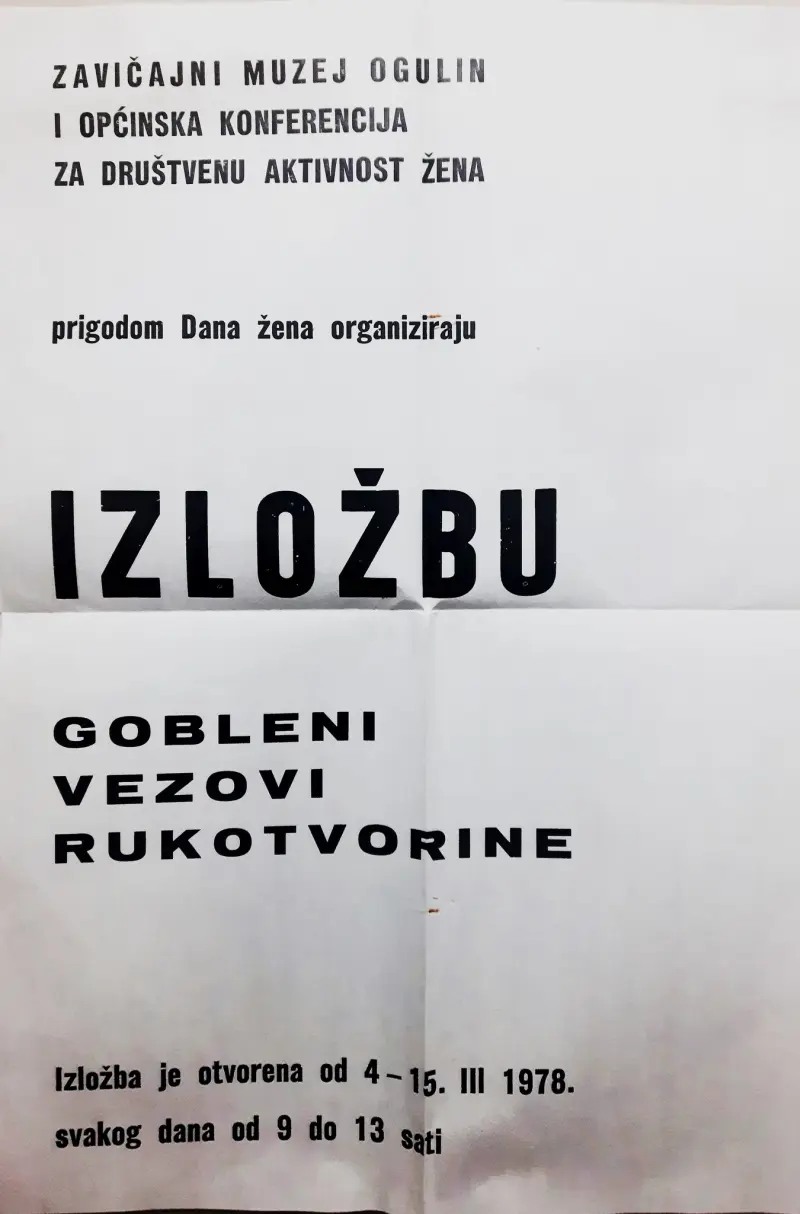 ZAVIČAJNI MUZEJ OGULIN
I OPĆINSKA KONFERENCIJA
ZA DRUŠTVENU AKTIVNOST ŽENA
prigodom Dana žena organiziraju
IZLOŽBU
GOBLENI
VEZOVI
RUKOTVORINE
Izložba je otvorena od 4–15. III 1978.
svakog dana od 9 do 13 sati